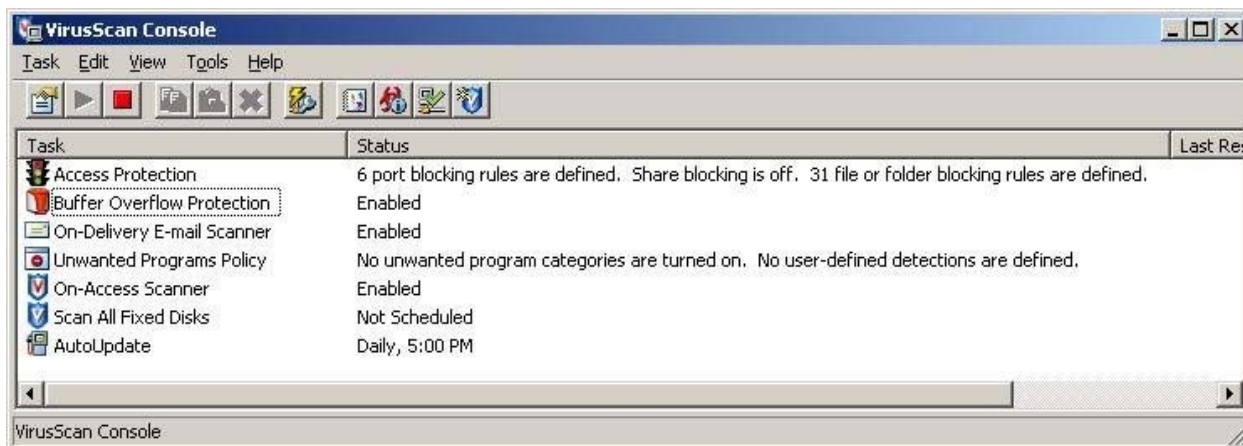 VirusScan Console
Task Edit View Tools Help
Task Status Last Res
Access Protection 6 port blocking rules are defined. Share blocking is off. 31 file or folder blocking rules are defined.
Buffer Overflow Protection Enabled
On-Delivery E-mail Scanner Enabled
Unwanted Programs Policy No unwanted program categories are turned on. No user-defined detections are defined.
On-Access Scanner Enabled
Scan All Fixed Disks Not Scheduled
AutoUpdate Daily, 5:00 PM
VirusScan Console